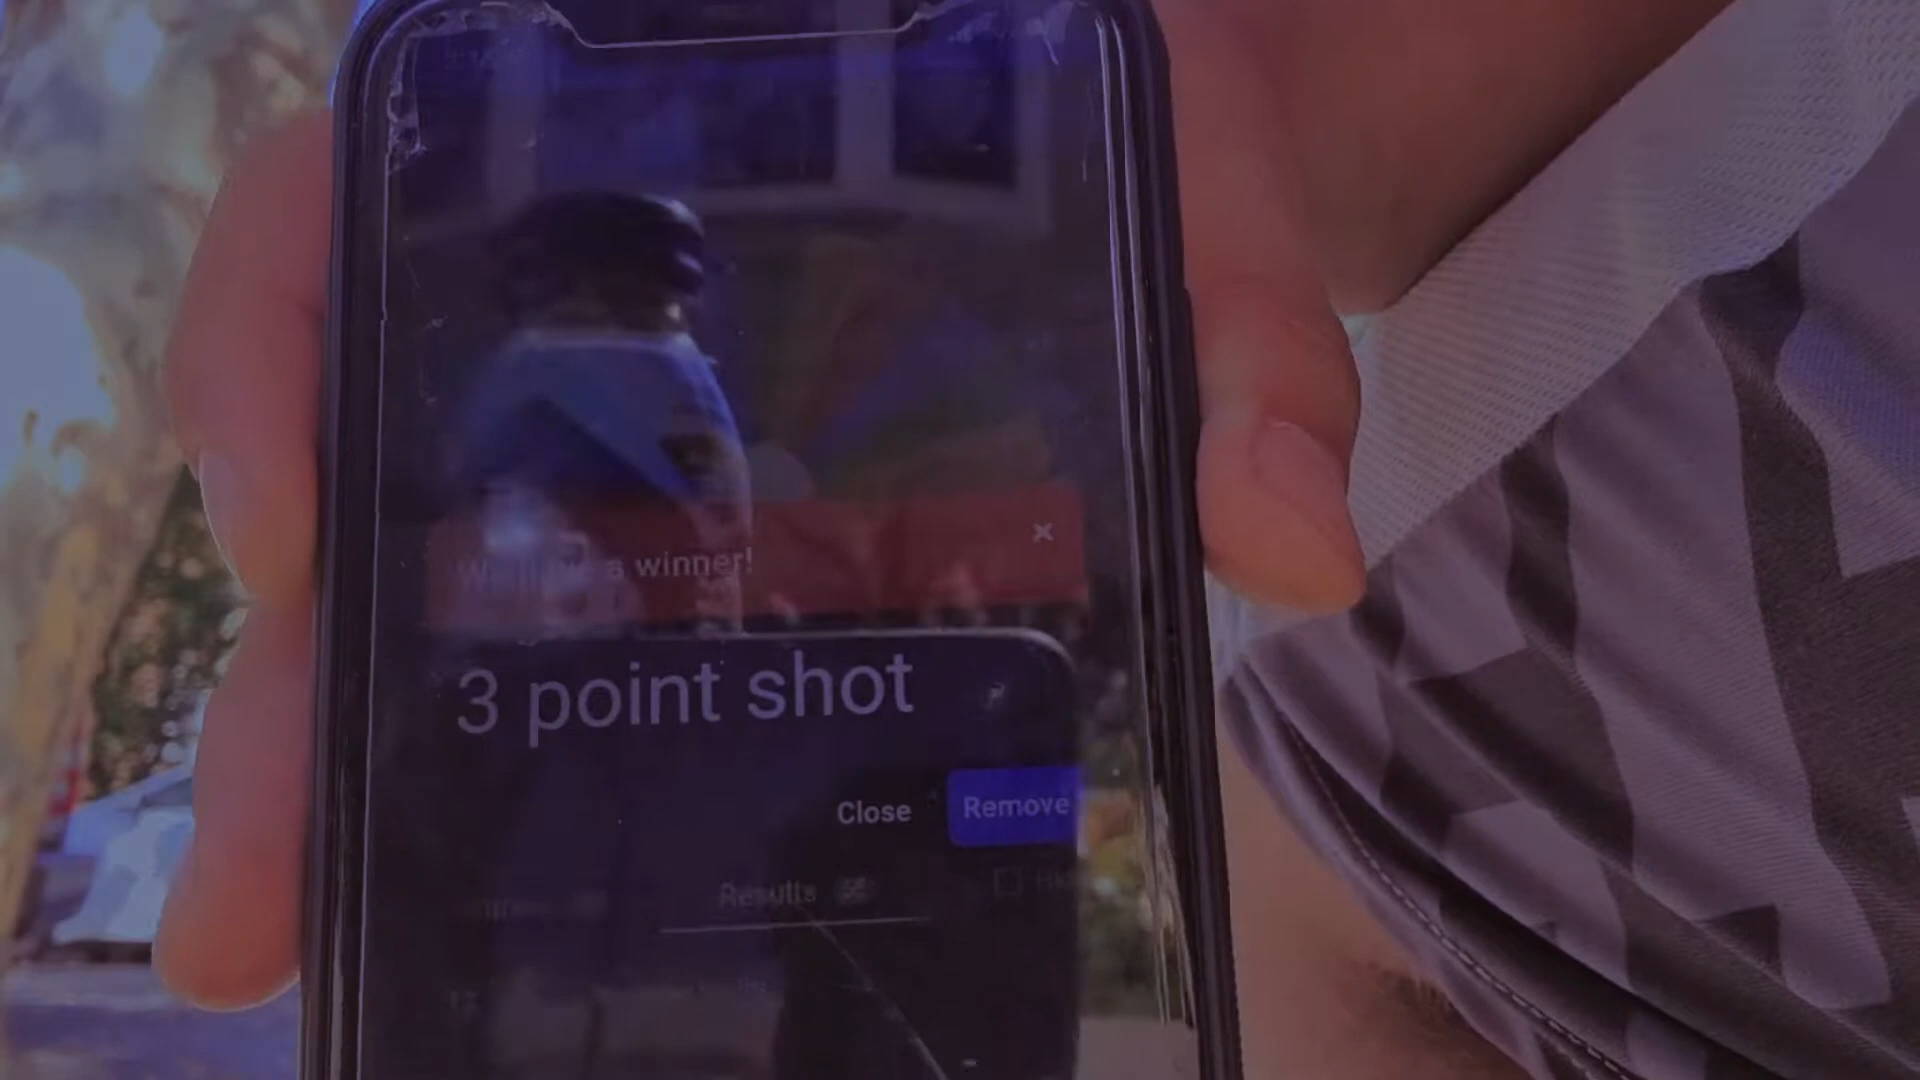 a winner!
3 point shot
Close
Remove
Results